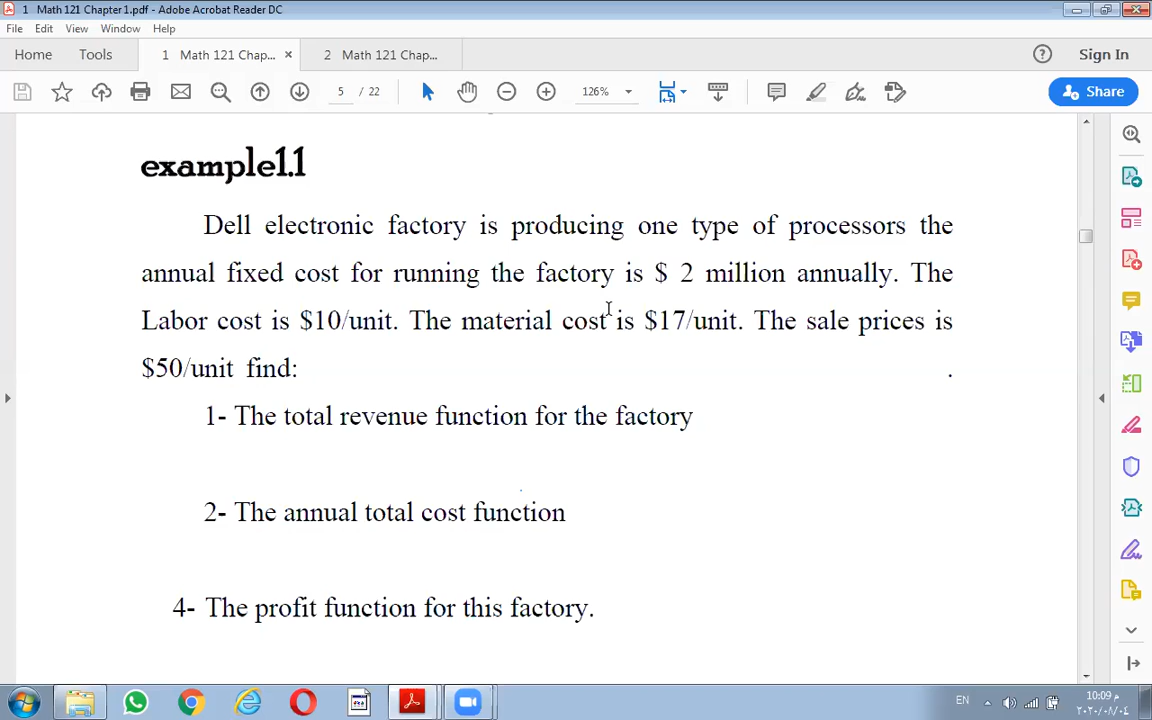 1 Math 121 Chapter 1.pdf - Adobe Acrobat Reader DC
File Edit View Window Help
Home Tools 1 Math 121 Chap... × 2 Math 121 Chap... Sign In
5 / 22 126% Share
example1.1
Dell electronic factory is producing one type of processors the
annual fixed cost for running the factory is $ 2 million annually. The
Labor cost is $10/unit. The material cost is $17/unit. The sale prices is
$50/unit find: .
1- The total revenue function for the factory
2- The annual total cost function
4- The profit function for this factory.
EN 10:09 م
٢٠٢٠/٠٨/٠٤